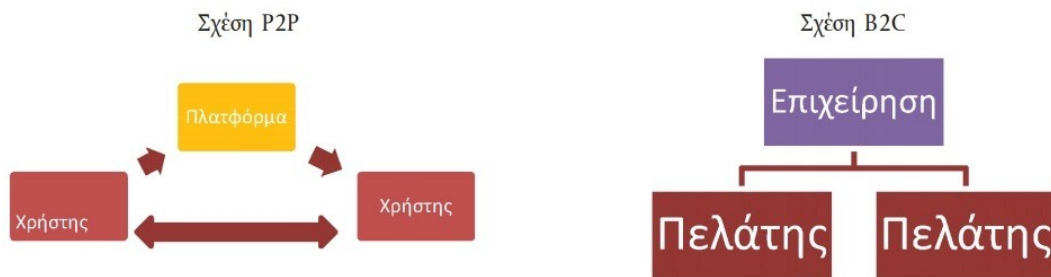 Σχέση P2P
Πλατφόρμα
Χρήστης
Χρήστης
Σχέση B2C
Επιχείρηση
Πελάτης
Πελάτης